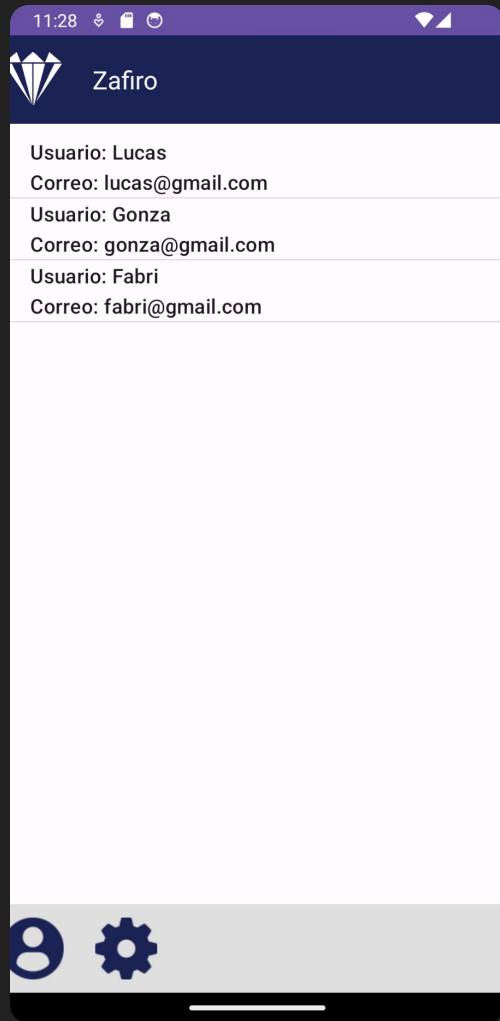 11:28
Zafiro
Usuario: Lucas
Correo: lucas@gmail.com
Usuario: Gonza
Correo: gonza@gmail.com
Usuario: Fabri
Correo: fabri@gmail.com